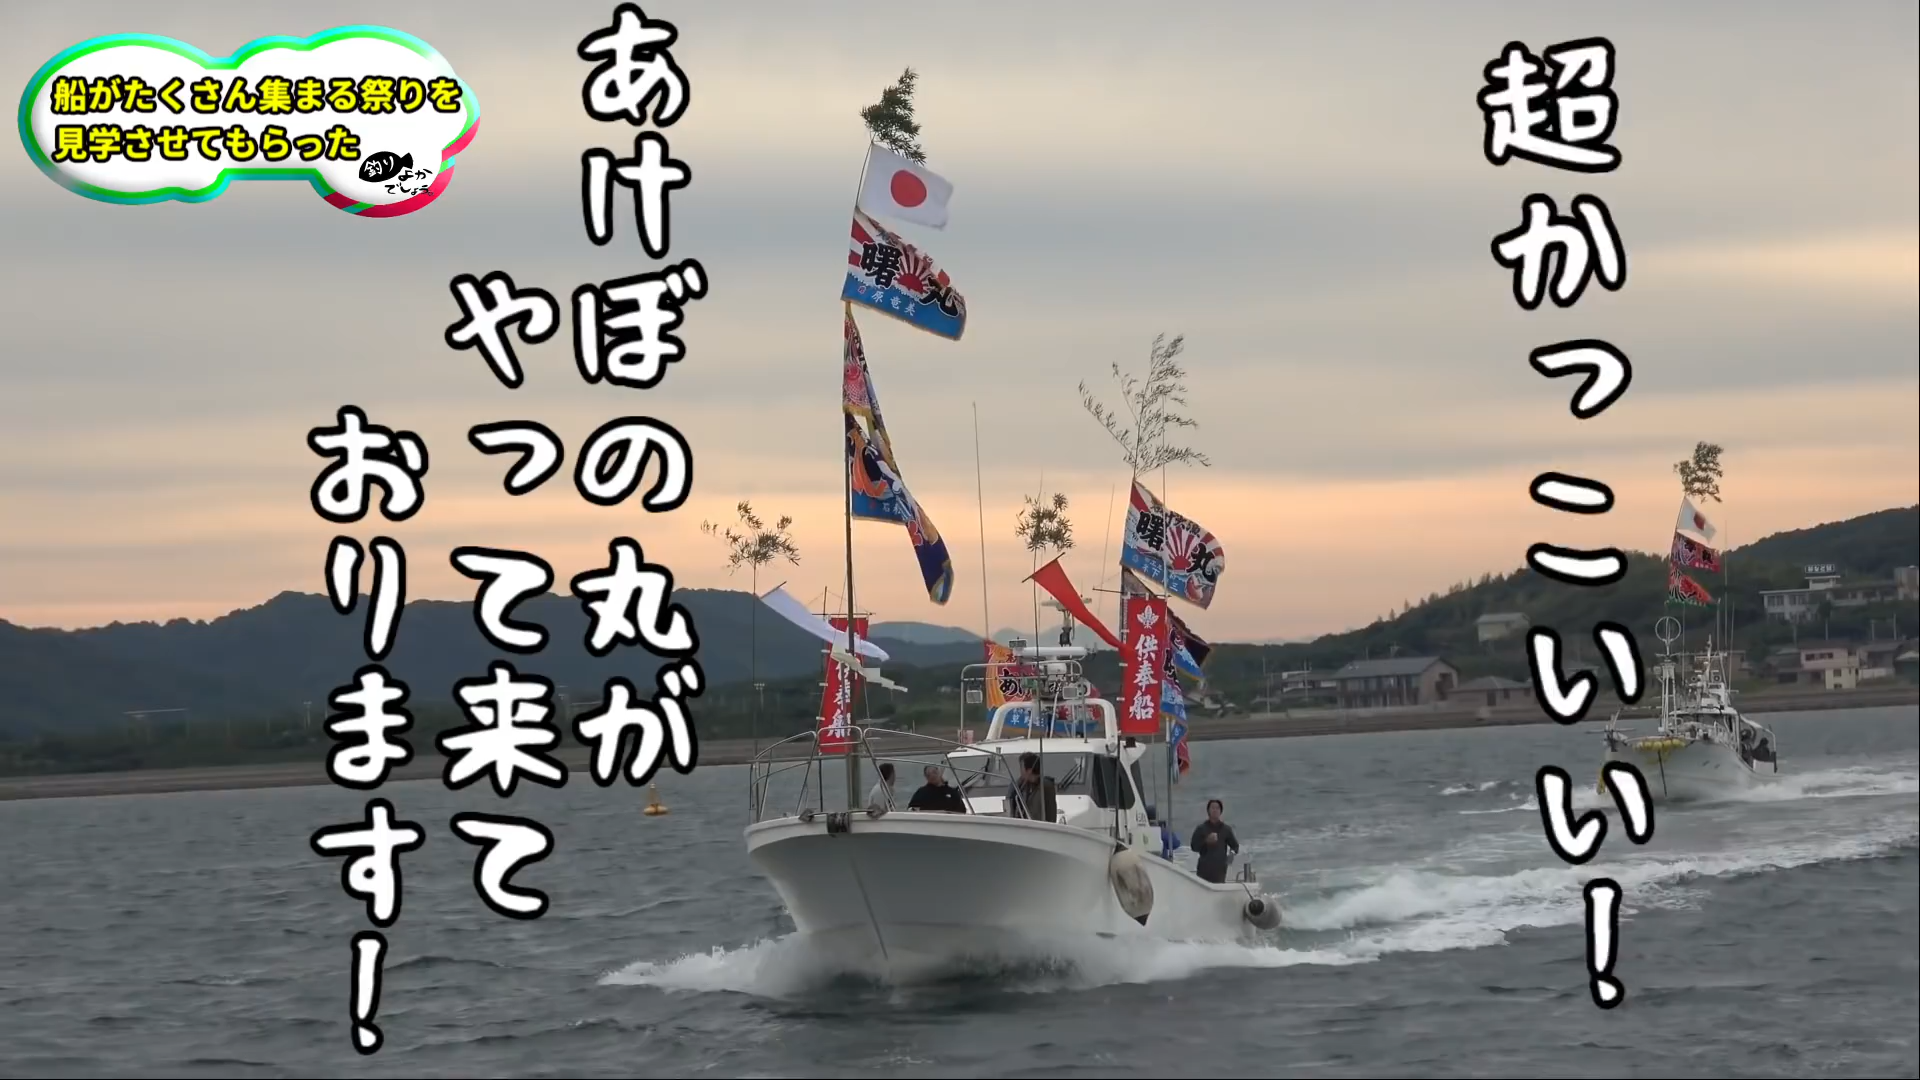 船がたくさん集まる祭りを
見学させてもらった
釣り
よか
でしょう。
超かっこいい!
あけぼの丸が
やって来て
おります!
曙丸
曙丸
供奉船
供奉船